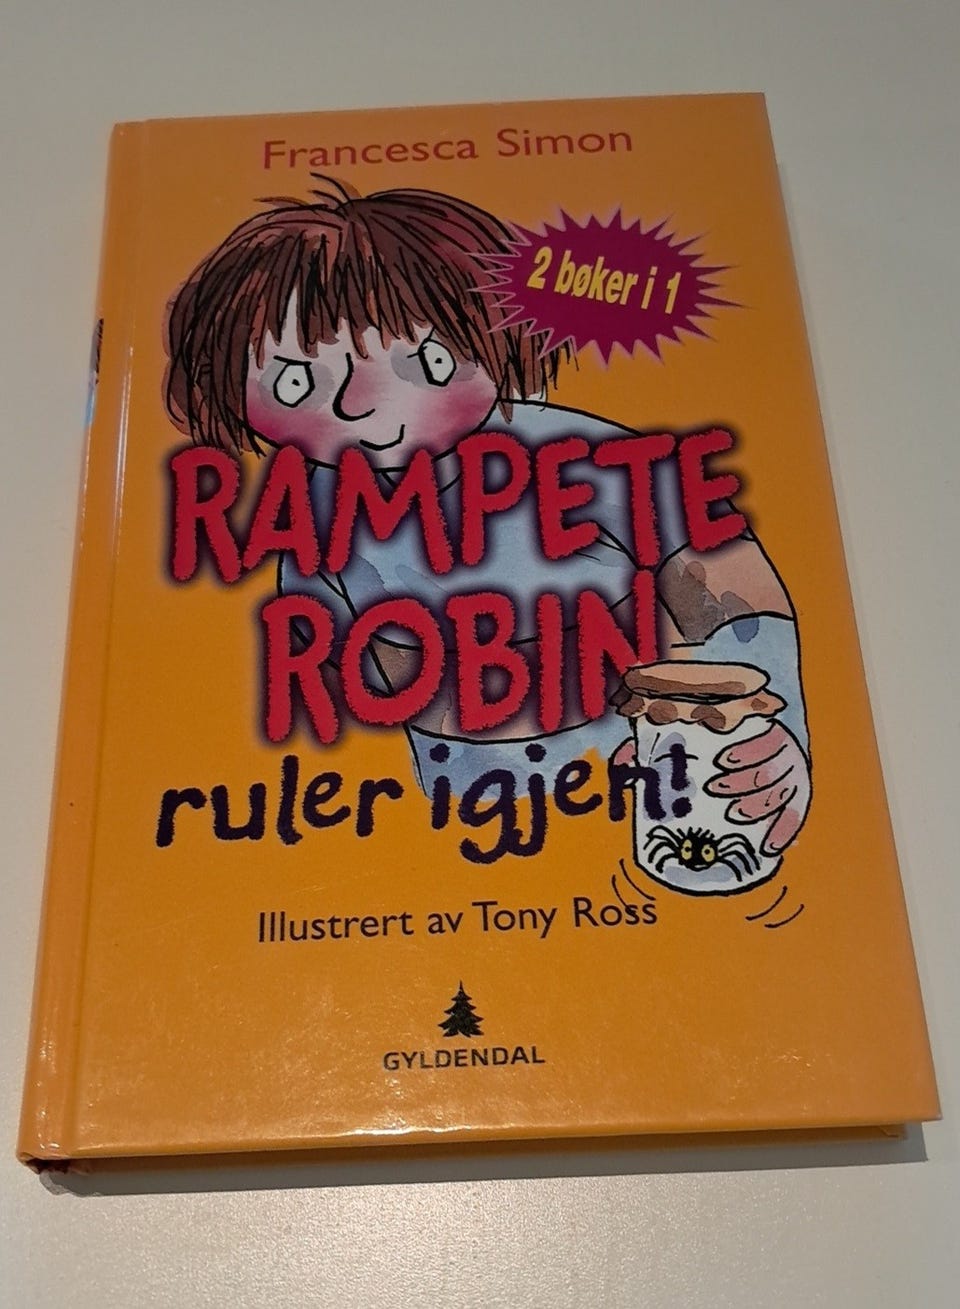 Francesca Simon
2 bøker i 1
RAMPETE
ROBIN
ruler igjen!
Illustrert av Tony Ross
GYLDENDAL